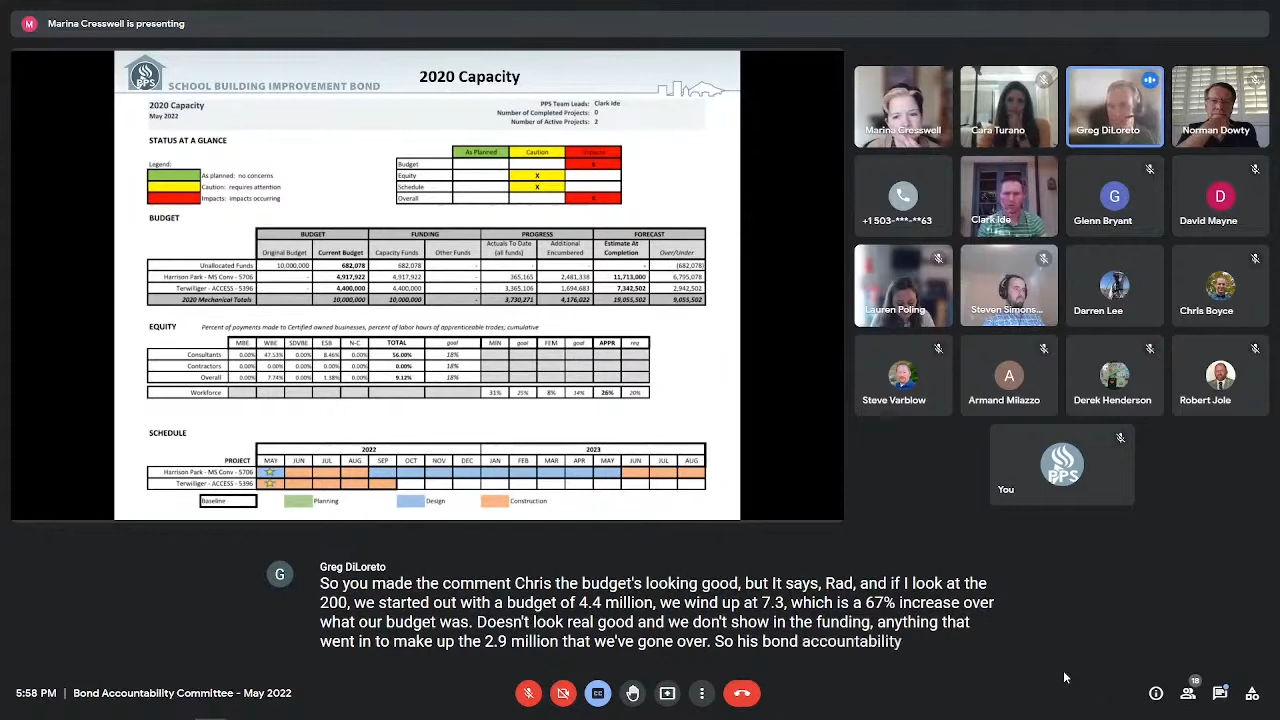 Marina Cresswell is presenting
M
PPS
SCHOOL BUILDING IMPROVEMENT BOND
2020 Capacity
2020 Capacity
May 2022
PPS Team Leads: Clark ide
Number of Completed Projects: 0
Number of Active Projects: 2
STATUS AT A GLANCE
As Planned Caution Impacts
Legend:
Budget X
As planned: no concerns
Equity X
Caution: requires attention
Schedule X
Impacts: impacts occurring
Overall X
BUDGET
BUDGET FUNDING PROGRESS FORECAST
Original Budget Current Budget Capacity Funds Other Funds Actuals To Date (all funds) Additional Encumbered Estimate At Completion Over/Under
Unallocated Funds 10,000,000 682,078 682,078 - - (682,078)
Harrison Park - MS Conv - 5706 - 4,917,922 4,917,922 - 365,165 2,481,338 11,713,000 6,795,078
Terwilliger - ACCESS - 5396 - 4,400,000 4,400,000 - 3,365,106 1,694,683 7,342,502 2,942,502
2020 Mechanical Totals 10,000,000 10,000,000 - 3,730,271 4,176,022 19,055,502 9,055,502
EQUITY Percent of payments made to Certified owned businesses, percent of labor hours of apprenticeable trades; cumulative
MBE WBE SDVBE ESB N-C TOTAL goal MIN goal FEM goal APPR req
Consultants 0.00% 47.53% 0.00% 8.46% 0.00% 56.00% 18%
Contractors 0.00% 0.00% 0.00% 0.00% 0.00% 0.00% 18%
Overall 0.00% 7.74% 0.00% 1.38% 0.00% 9.12% 18%
Workforce 31% 25% 8% 14% 26% 20%
SCHEDULE
2022 2023
PROJECT MAY JUN JUL AUG SEP OCT NOV DEC JAN FEB MAR APR MAY JUN JUL AUG
Harrison Park - MS Conv - 5706
Terwilliger - ACCESS - 5396
Baseline Planning Design Construction
Marina Cresswell
Cara Turano
Greg DiLoreto
Norman Dowty
+1 503-***-**63
Clark ide
G
Glenn Bryant
D
David Mayne
Lauren Poling
Steven Simons...
Darren Lee
Chris Boyce
Steve Varblow
A
Armand Milazzo
Derek Henderson
Robert Jole
PPS
You
G
Greg DiLoreto
So you made the comment Chris the budget's looking good, but It says, Rad, and if I look at the
200, we started out with a budget of 4.4 million, we wind up at 7.3, which is a 67% increase over
what our budget was. Doesn't look real good and we don't show in the funding, anything that
went in to make up the 2.9 million that we've gone over. So his bond accountability
5:58 PM | Bond Accountability Committee - May 2022
18